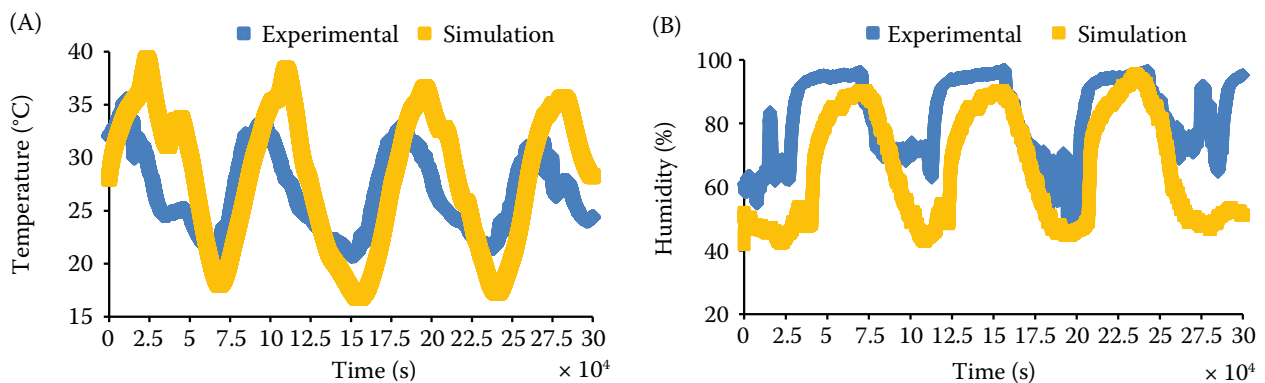 (A)
Experimental Simulation
Temperature (°C)
40
35
30
25
20
15
0 2.5 5 7.5 10 12.5 15 17.5 20 22.5 25 27.5 30
Time (s) × 10⁴
(B)
Experimental Simulation
Humidity (%)
100
80
60
40
20
0 2.5 5 7.5 10 12.5 15 17.5 20 22.5 25 27.5 30
Time (s)
× 10⁴